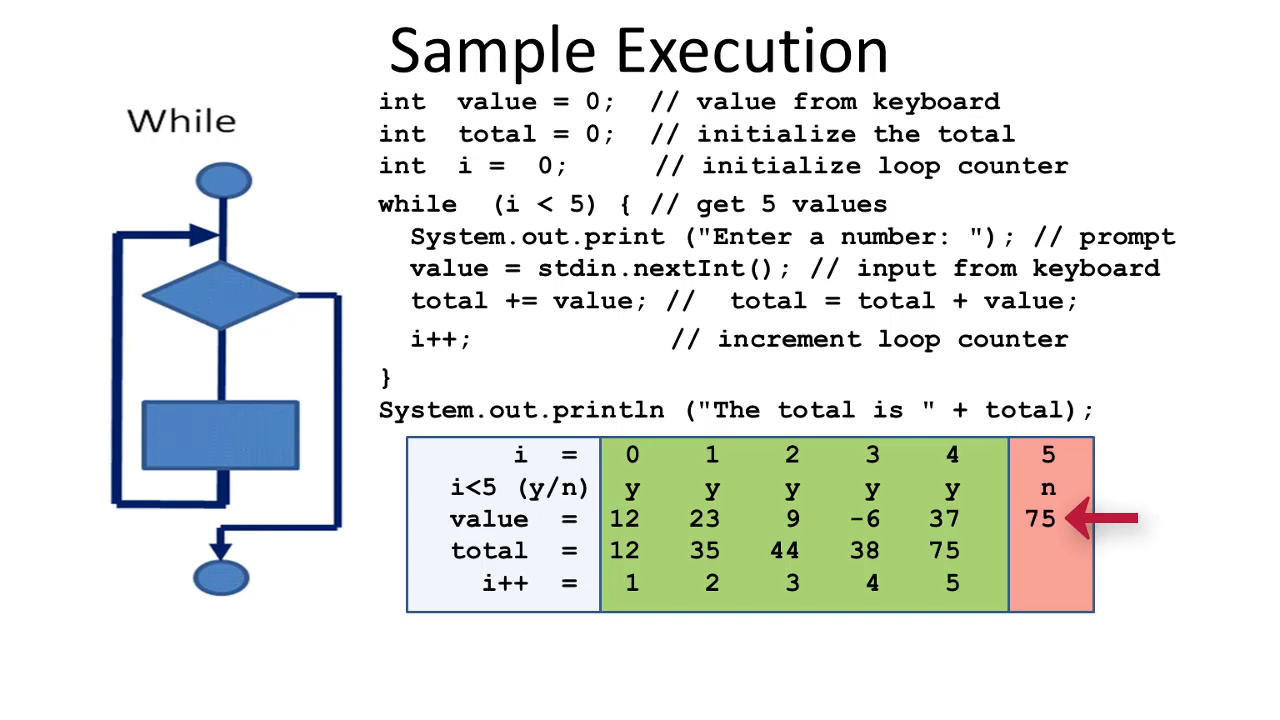 Sample Execution
While
int  value = 0;  // value from keyboard
int  total = 0;  // initialize the total
int  i =  0;     // initialize loop counter
while  (i < 5) { // get 5 values
  System.out.print ("Enter a number: "); // prompt
  value = stdin.nextInt(); // input from keyboard
  total += value; //  total = total + value;
  i++;            // increment loop counter
}
System.out.println ("The total is " + total);
i  =  0  1  2  3  4  5
i<5 (y/n)  y  y  y  y  y  n
value  =  12  23  9  -6  37  75
total  =  12  35  44  38  75
i++  =  1  2  3  4  5